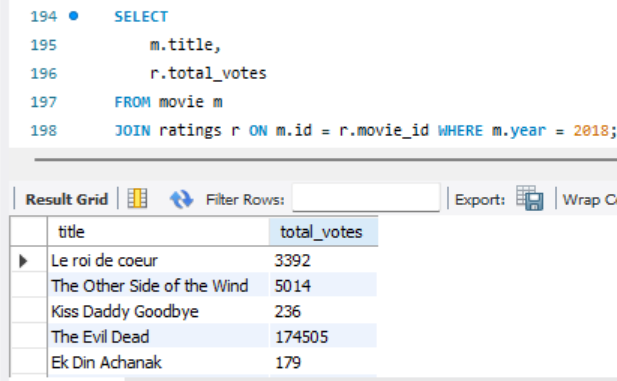 194 SELECT
195 m.title,
196 r.total_votes
197 FROM movie m
198 JOIN ratings r ON m.id = r.movie_id WHERE m.year = 2018;
Result Grid Filter Rows: Export: Wrap C
title total_votes
Le roi de coeur 3392
The Other Side of the Wind 5014
Kiss Daddy Goodbye 236
The Evil Dead 174505
Ek Din Achanak 179